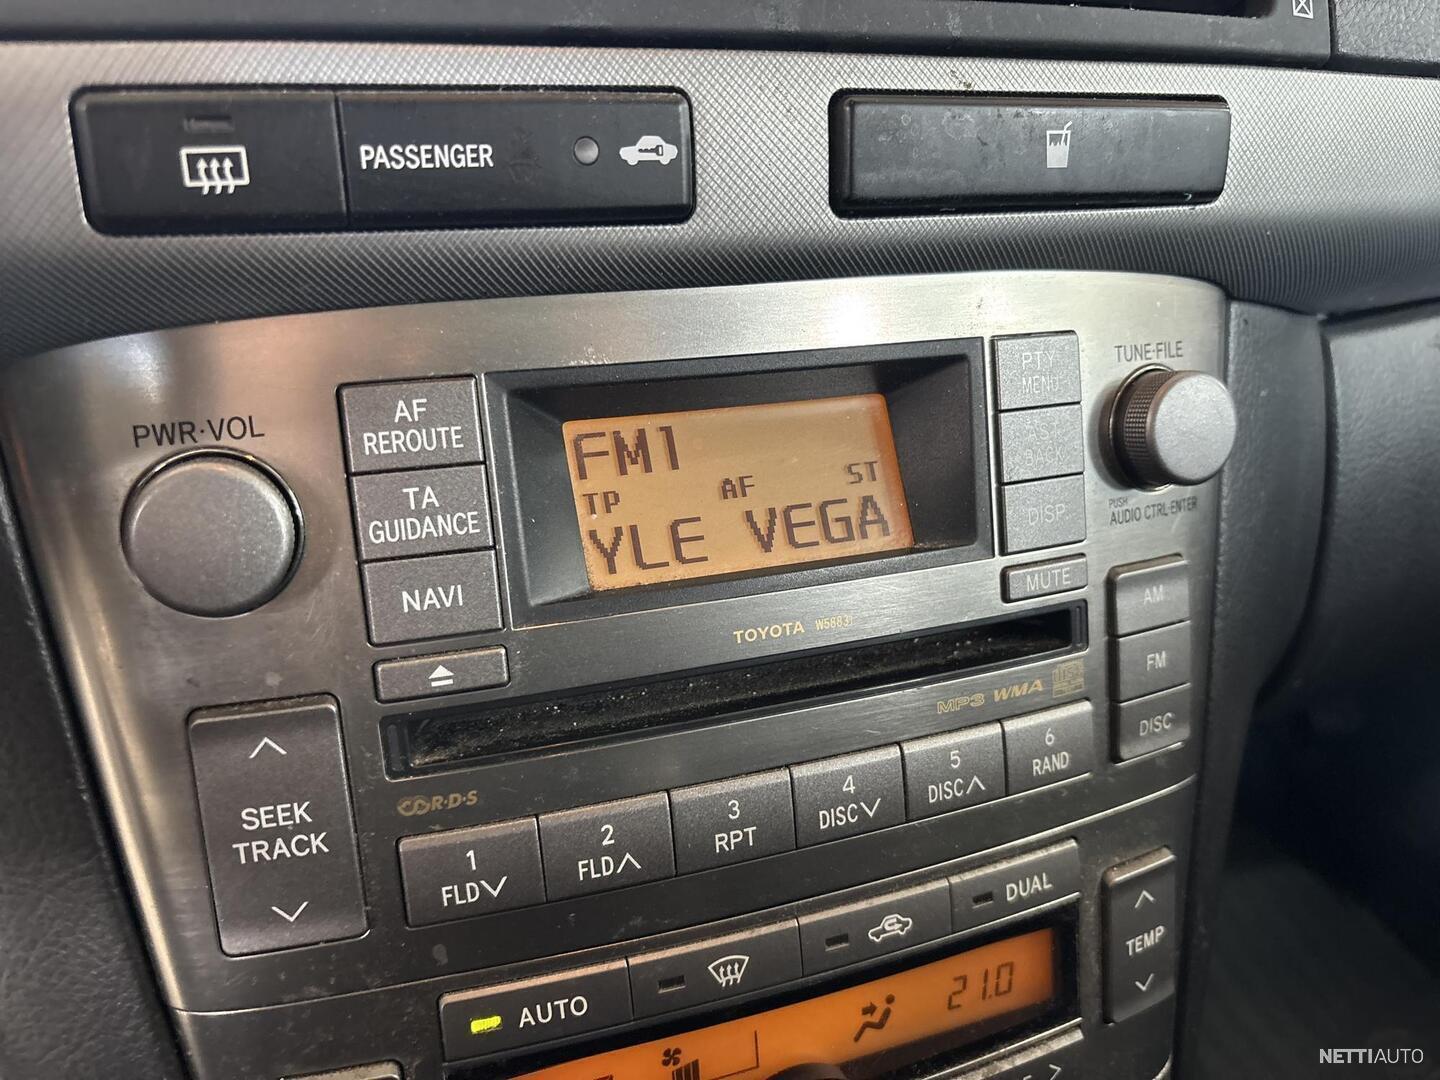 PASSENGER
PWR·VOL
AF
REROUTE
TA
GUIDANCE
NAVI
FM1
TP AF ST
YLE VEGA
PTY
MENU
DISP
MUTE
TUNE·FILE
PUSH
AUDIO CTRL·ENTER
AM
FM
DISC
TOYOTA W58831
MP3 WMA
SEEK
TRACK
R·D·S
1
FLD
2
FLD
3
RPT
4
DISC
5
DISC
6
RAND
AUTO
DUAL
TEMP
21.0
NETTIAUTO